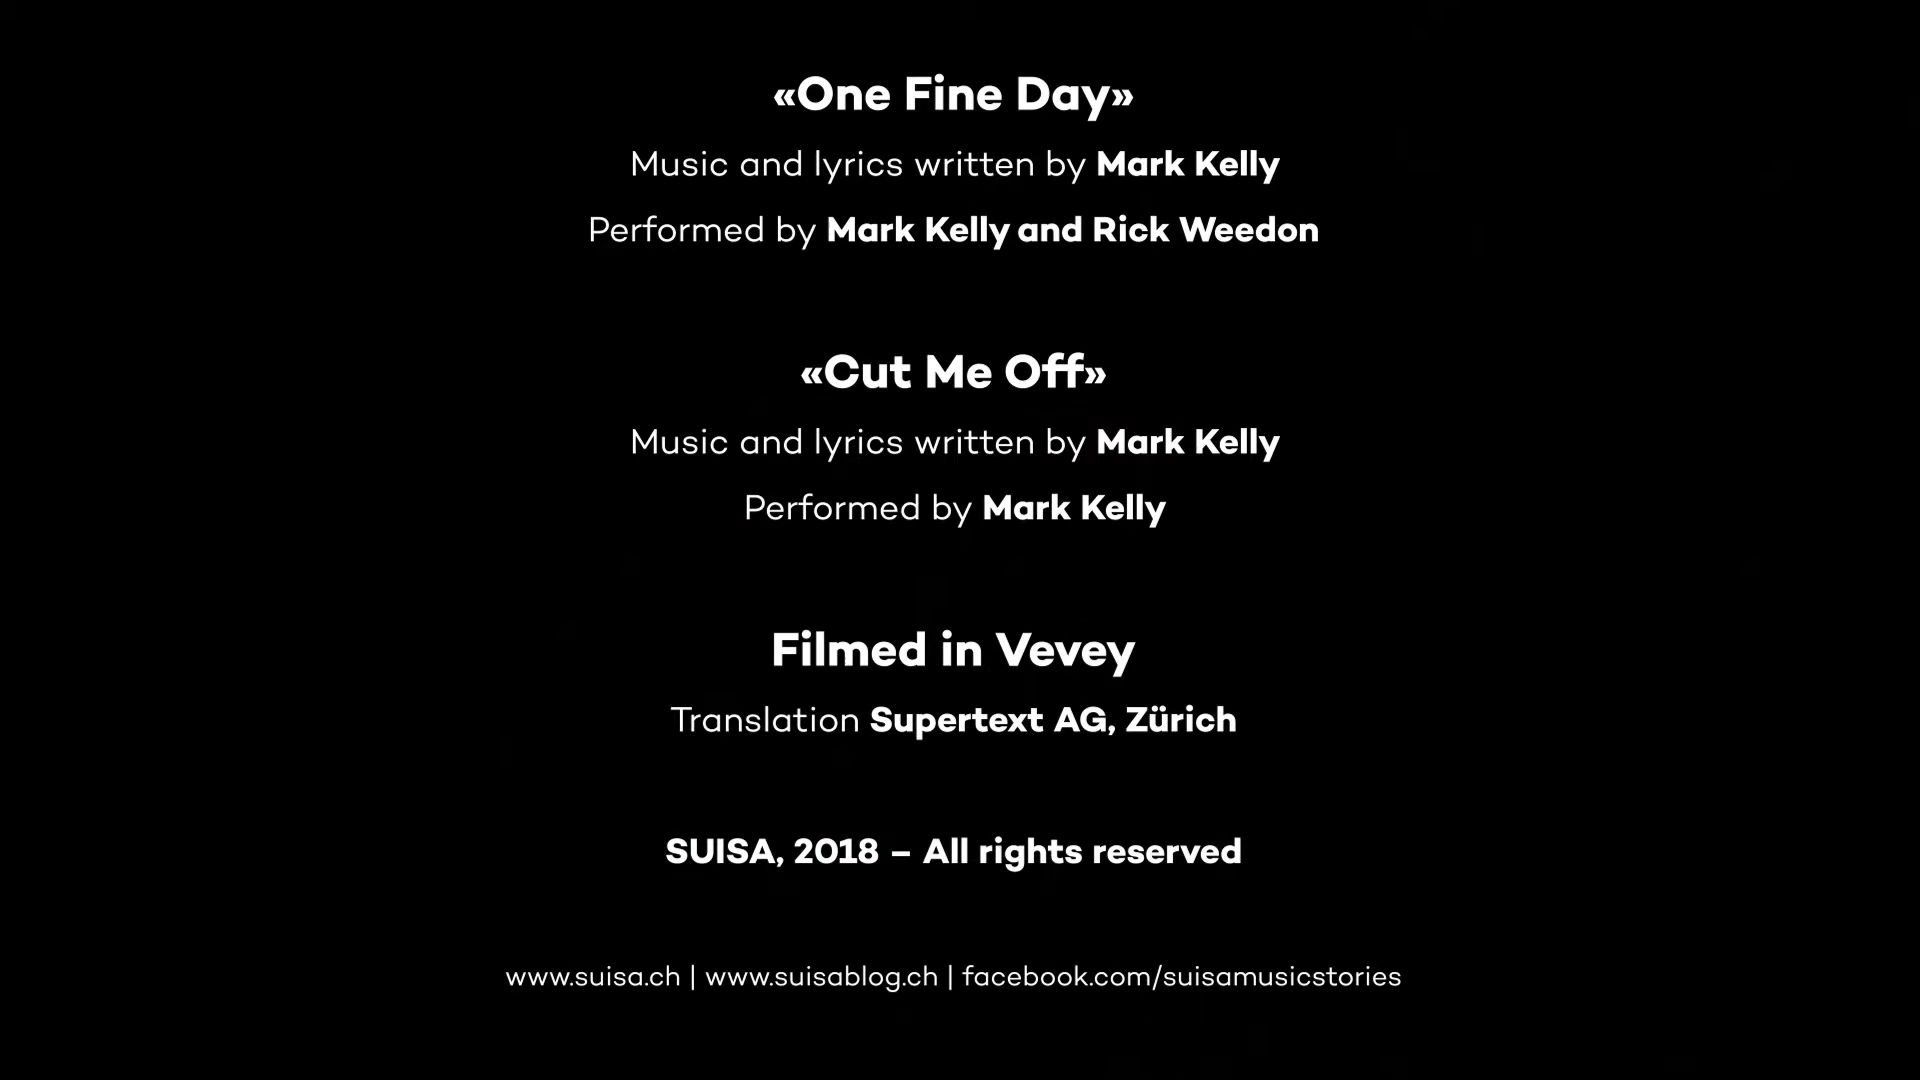 «One Fine Day»
Music and lyrics written by Mark Kelly
Performed by Mark Kelly and Rick Weedon
«Cut Me Off»
Music and lyrics written by Mark Kelly
Performed by Mark Kelly
Filmed in Vevey
Translation Supertext AG, Zürich
SUISA, 2018 – All rights reserved
www.suisa.ch | www.suisablog.ch | facebook.com/suisamusicstories